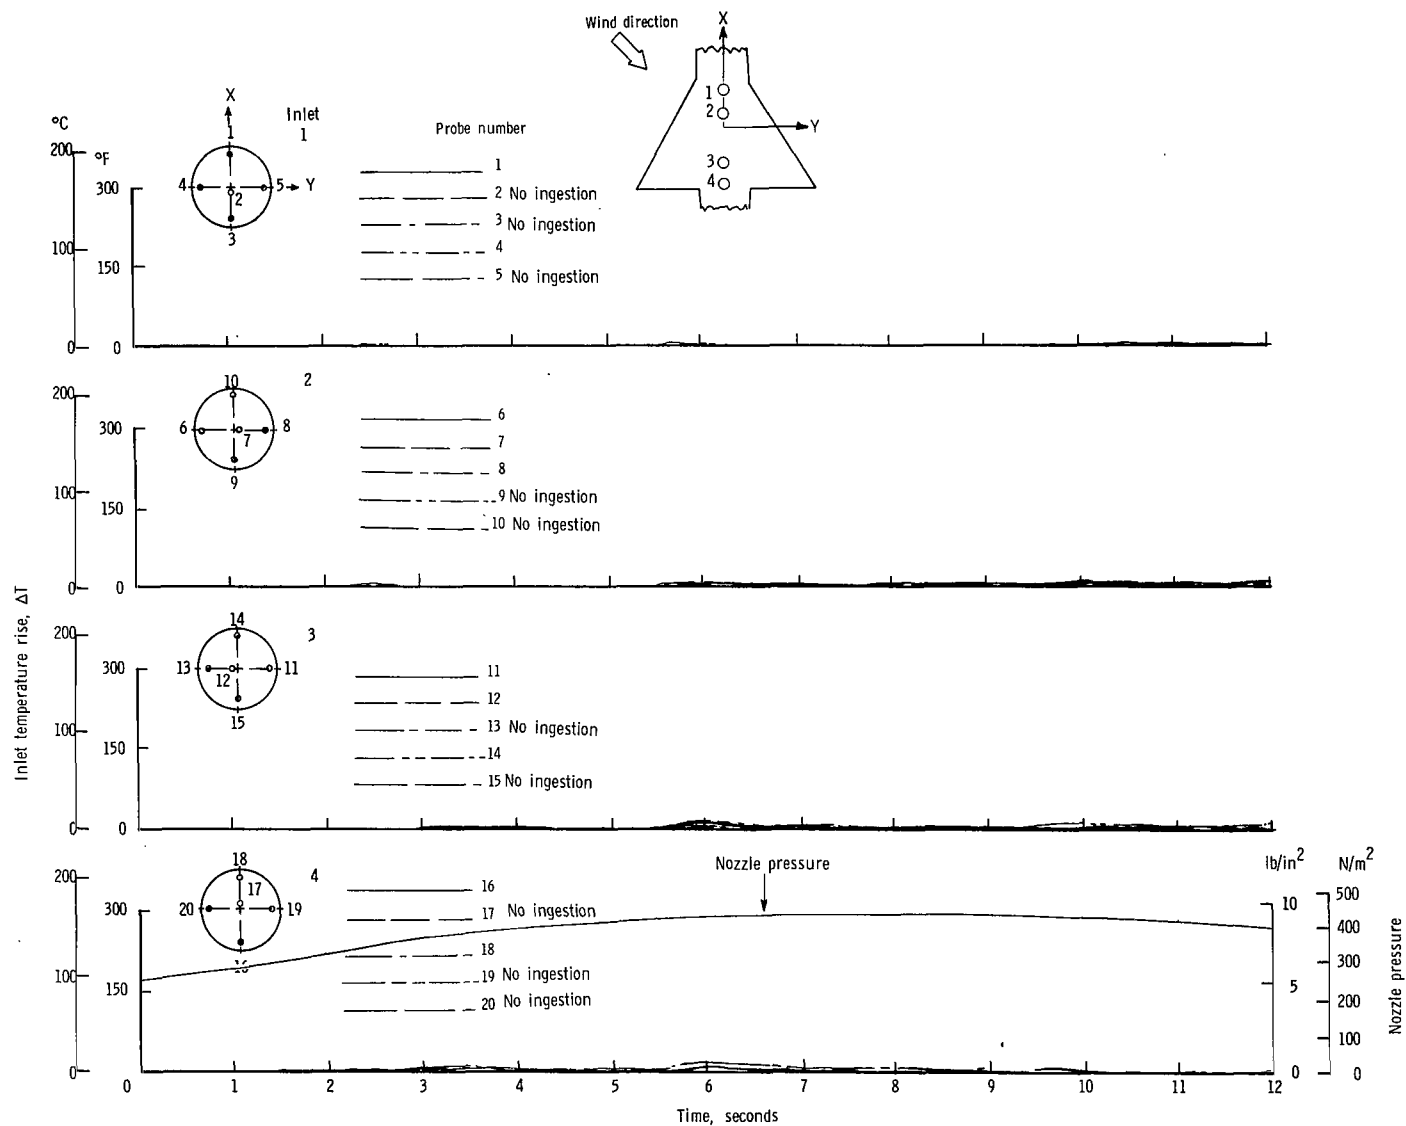 Wind direction
X
1
2
Y
3
4
°C
200
100
0
°F
300
150
0
X
Inlet
1
1
4
5
Y
2
3
Probe number
1
2 No ingestion
3 No ingestion
4
5 No ingestion
200
100
0
300
150
0
10
2
6
7
8
9
6
7
8
9 No ingestion
10 No ingestion
Inlet temperature rise, ΔT
200
100
0
300
150
0
14
3
13
12
11
15
11
12
13 No ingestion
14
15 No ingestion
200
100
0
300
150
18
4
17
20
19
16
16
17 No ingestion
18
19 No ingestion
20 No ingestion
Nozzle pressure
lb/in2
10
5
0
N/m2
500
400
300
200
100
0
Nozzle pressure
0 1 2 3 4 5 6 7 8 9 10 11 12
Time, seconds